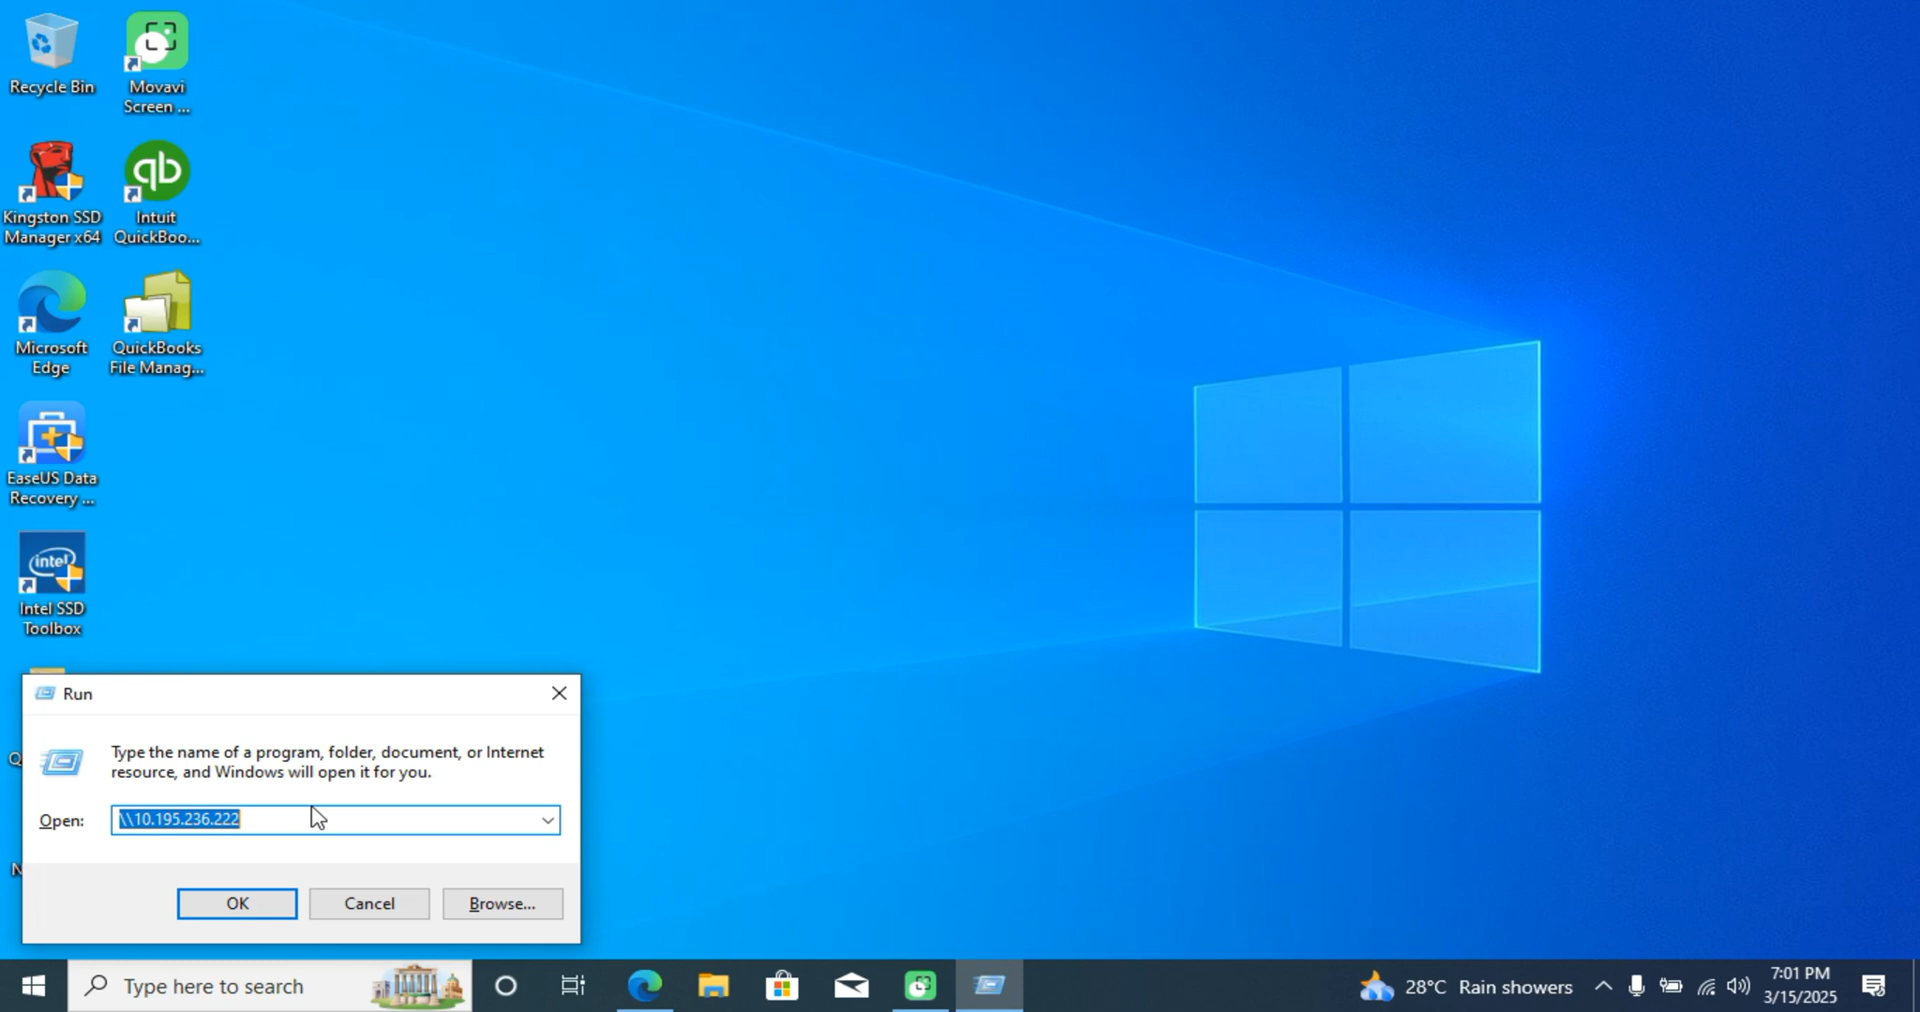 Recycle Bin
Movavi
Screen ...
Kingston SSD
Manager x64
Intuit
QuickBoo...
Microsoft
Edge
QuickBooks
File Manag...
EaseUS Data
Recovery ...
intel
Intel SSD
Toolbox
qb
Run
Type the name of a program, folder, document, or Internet
resource, and Windows will open it for you.
Open:
\\10.195.236.222
OK
Cancel
Browse...
Type here to search
28°C Rain showers
7:01 PM
3/15/2025